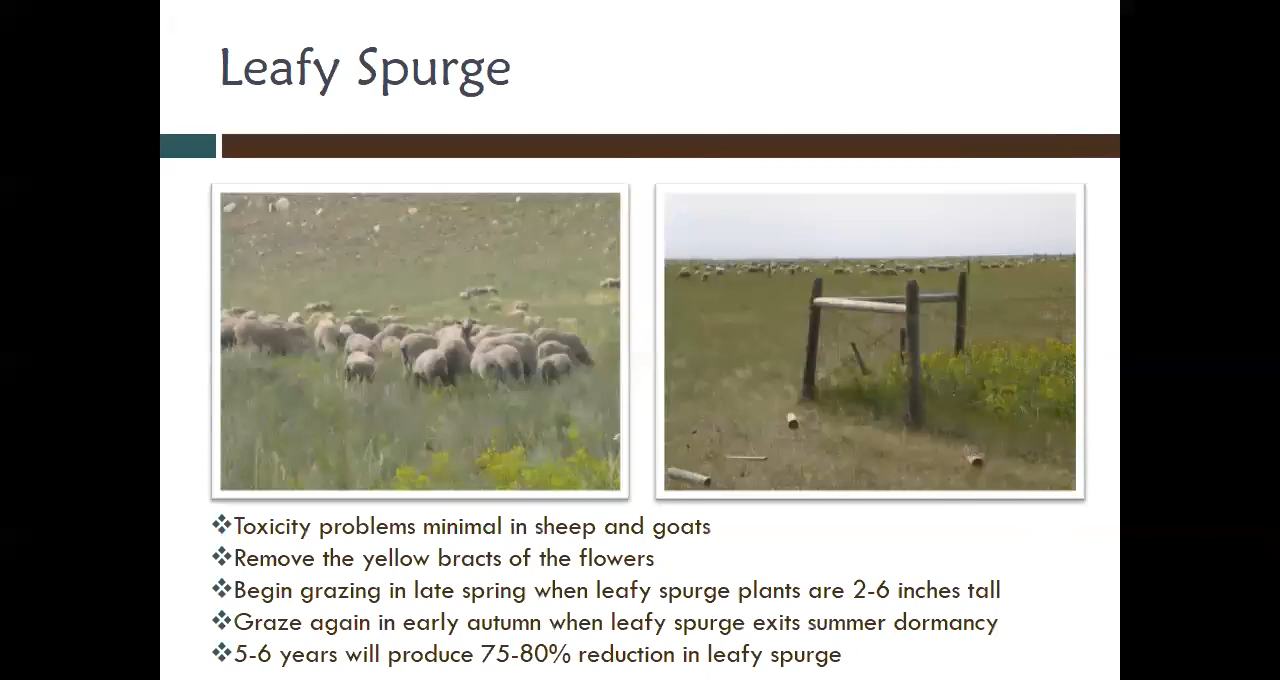 Leafy Spurge
❖Toxicity problems minimal in sheep and goats
❖Remove the yellow bracts of the flowers
❖Begin grazing in late spring when leafy spurge plants are 2-6 inches tall
❖Graze again in early autumn when leafy spurge exits summer dormancy
❖5-6 years will produce 75-80% reduction in leafy spurge